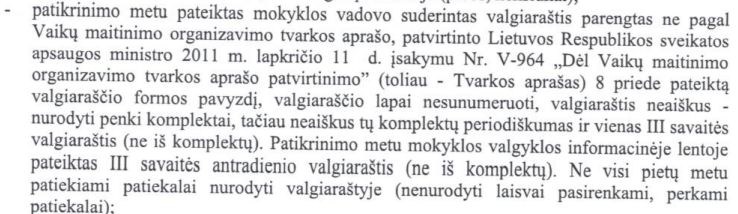 - patikrinimo metu pateiktas mokyklos vadovo suderintas valgiaraštis parengtas ne pagal
Vaikų maitinimo organizavimo tvarkos aprašo, patvirtinto Lietuvos Respublikos sveikatos
apsaugos ministro 2011 m. lapkričio 11 d. įsakymu Nr. V-964 „Dėl Vaikų maitinimo
organizavimo tvarkos aprašo patvirtinimo” (toliau - Tvarkos aprašas) 8 priede pateiktą
valgiaraščio formos pavyzdį, valgiaraščio lapai nesunumeruoti, valgiaraštis neaiškus -
nurodyti penki komplektai, tačiau neaiškus tų komplektų periodiškumas ir vienas III savaitės
valgiaraštis (ne iš komplektų). Patikrinimo metu mokyklos valgyklos informacinėje lentoje
pateiktas III savaitės antradienio valgiaraštis (ne iš komplektų). Ne visi pietų metu
patiekiami patiekalai nurodyti valgiaraštyje (nenurodyti laisvai pasirenkami, perkami
patiekalai);